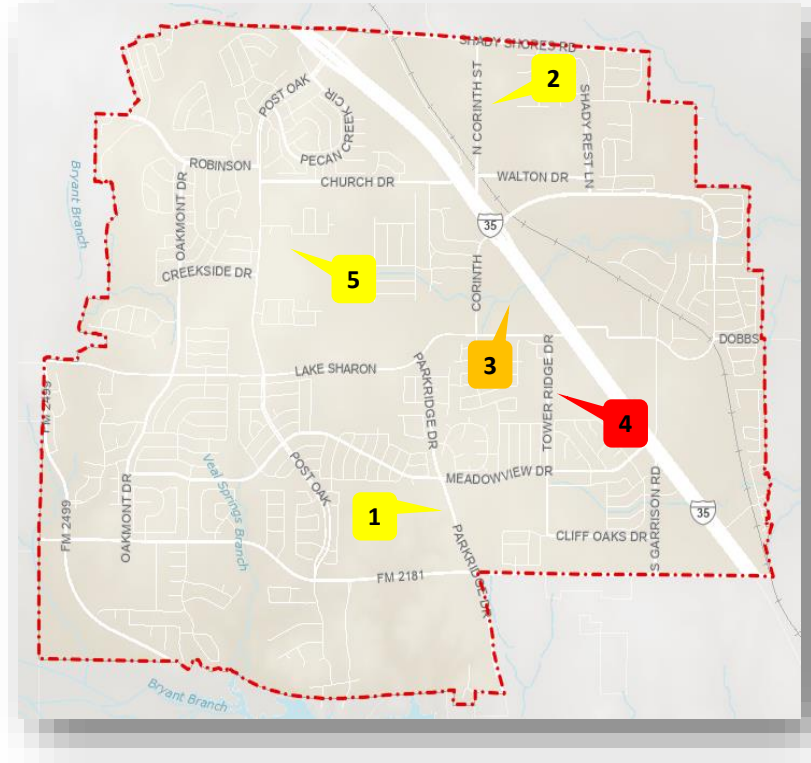 SHADY SHORES RD
2
POST OAK
N CORINTH ST
SHADY REST LN
PECAN CREEK CIR
ROBINSON
CHURCH DR
WALTON DR
Bryant Branch
OAKMONT DR
35
CREEKSIDE DR
5
CORINTH
3
DOBBS
LAKE SHARON
PARKRIDGE DR
TOWER RIDGE DR
FM 2499
4
MEADOWVIEW DR
POST OAK
Veal Springs Branch
OAKMONT DR
FM 2499
1
S GARRISON RD
35
PARKRIDGE DR
CLIFF OAKS DR
FM 2181
Bryant Branch